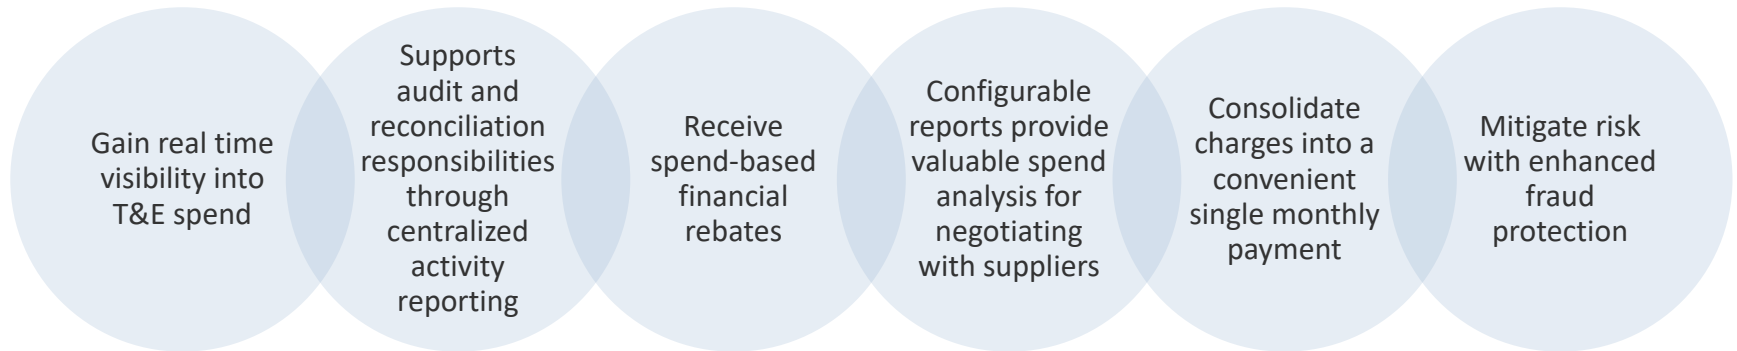 Gain real time
visibility into
T&E spend
Supports
audit and
reconciliation
responsibilities
through
centralized
activity
reporting
Receive
spend-based
financial
rebates
Configurable
reports provide
valuable spend
analysis for
negotiating
with suppliers
Consolidate
charges into a
convenient
single monthly
payment
Mitigate risk
with enhanced
fraud
protection